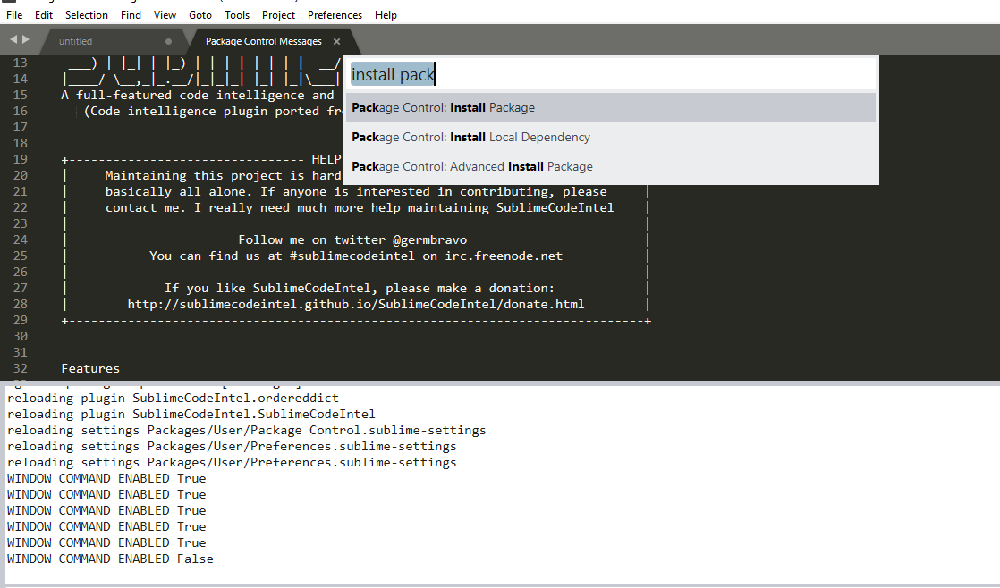 File Edit Selection Find View Goto Tools Project Preferences Help
untitled
Package Control Messages
install pack
Package Control: Install Package
Package Control: Install Local Dependency
Package Control: Advanced Install Package
13 ___) | |_| | |_) | | | | | | | | __/
14 |____/ \__,_|_.__/|_|_|_| |_| |_|\___|
15 A full-featured code intelligence and
16 (Code intelligence plugin ported
17
18
19 +-------------------------------- HELP
20 | Maintaining this project is hard
21 | basically all alone. If anyone is interested in contributing, please |
22 | contact me. I really need much more help maintaining SublimeCodeIntel |
23 | |
24 | Follow me on twitter @germbravo |
25 | You can find us at #sublimecodeintel on irc.freenode.net |
26 | |
27 | If you like SublimeCodeIntel, please make a donation: |
28 | http://sublimecodeintel.github.io/SublimeCodeIntel/donate.html |
29 +------------------------------------------------------------------------------+
30
31
32 Features
reloading plugin SublimeCodeIntel.ordereddict
reloading plugin SublimeCodeIntel.SublimeCodeIntel
reloading settings Packages/User/Package Control.sublime-settings
reloading settings Packages/User/Preferences.sublime-settings
reloading settings Packages/User/Preferences.sublime-settings
WINDOW COMMAND ENABLED True
WINDOW COMMAND ENABLED True
WINDOW COMMAND ENABLED True
WINDOW COMMAND ENABLED True
WINDOW COMMAND ENABLED True
WINDOW COMMAND ENABLED False